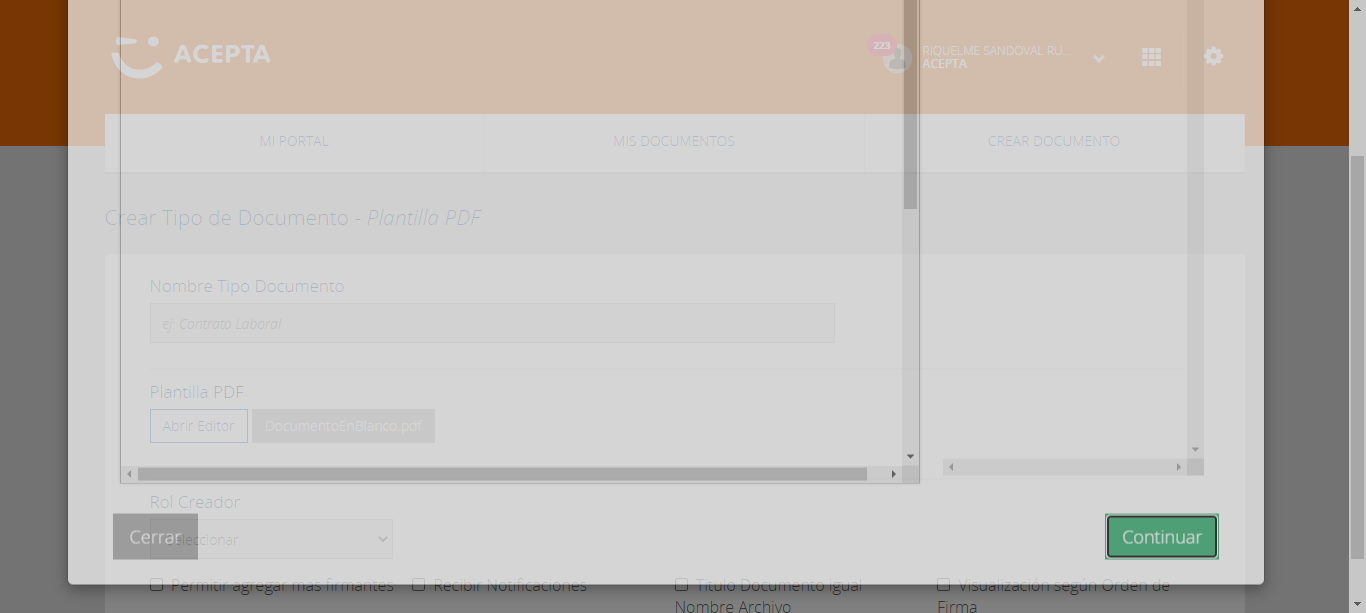 ACEPTA
223
RIQUELME SANDOVAL RU...
ACEPTA
MI PORTAL
MIS DOCUMENTOS
CREAR DOCUMENTO
Crear Tipo de Documento - Plantilla PDF
Nombre Tipo Documento
ej. Contrato Laboral
Plantilla PDF
Abrir Editor
DocumentoEnBlanco.pdf
Rol Creador
Cerrar
Seleccionar
Continuar
Permitir agregar mas firmantes
Recibir Notificaciones
Titulo Documento igual
Nombre Archivo
Visualización según Orden de
Firma